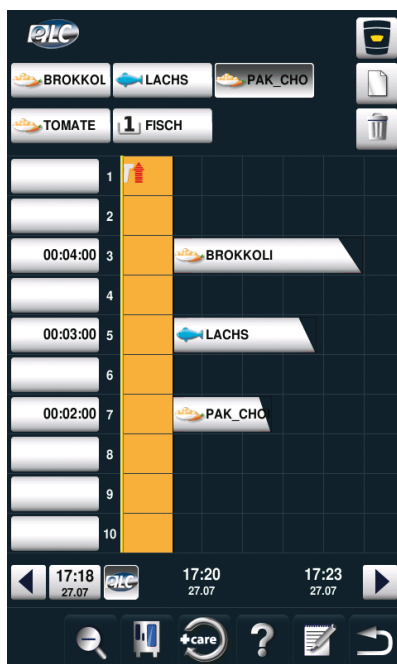 RLC
BROKKOL
LACHS
PAK_CHO
TOMATE
1 FISCH
1
2
00:04:00 3 BROKKOLI
4
00:03:00 5 LACHS
6
00:02:00 7 PAK_CHOI
8
9
10
17:18 17:20 17:23
27.07 27.07 27.07
+care ?